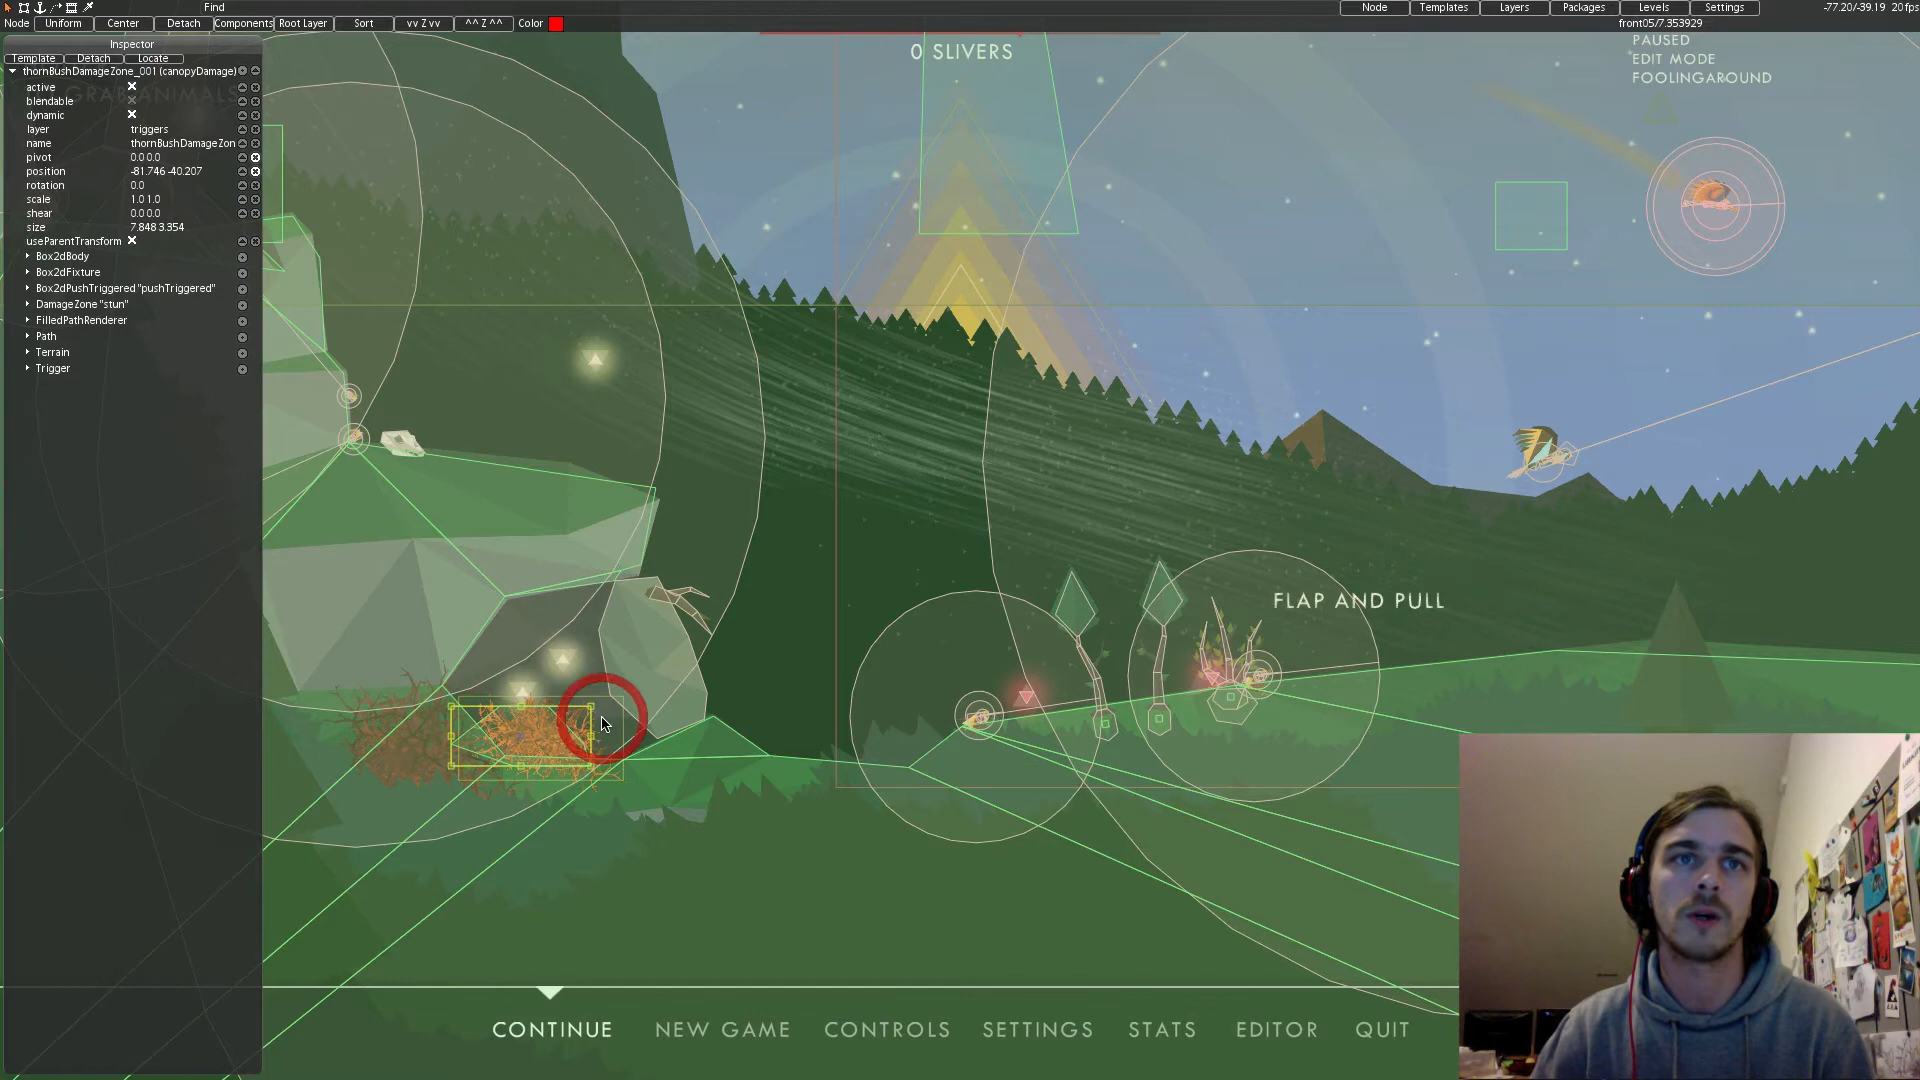 Find
Node Templates Layers Packages Levels Settings -77.20/-39.19 20 fps
Node Uniform Center Detach Components Root Layer Sort vv Z vv ^^ Z ^^ Color front05/7.353929
Inspector
Template Detach Locate
thornBushDamageZone_001 (canopyDamage)
active
blendable
dynamic
layer triggers
name thornBushDamageZon
pivot 0.0 0.0
position -81.746 -40.207
rotation 0.0
scale 1.0 1.0
shear 0.0 0.0
size 7.848 3.354
useParentTransform
Box2dBody
Box2dFixture
Box2dPushTriggered "pushTriggered"
DamageZone "stun"
FilledPathRenderer
Path
Terrain
Trigger
GRAB ANIMALS
0 SLIVERS
PAUSED
EDIT MODE
FOOLINGAROUND
FLAP AND PULL
CONTINUE NEW GAME CONTROLS SETTINGS STATS EDITOR QUIT